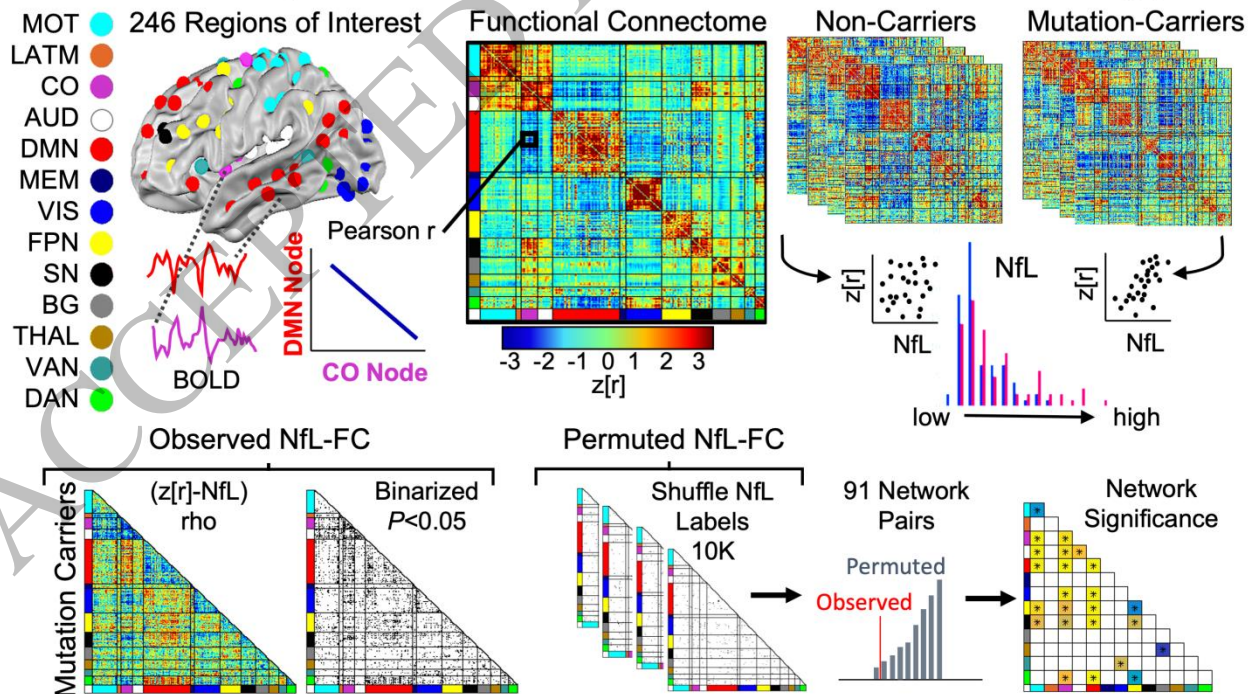 MOT
LATM
CO
AUD
DMN
MEM
VIS
FPN
SN
BG
THAL
VAN
DAN
246 Regions of Interest
BOLD
DMN Node
CO Node
Pearson r
Functional Connectome
-3 -2 -1 0 1 2 3
z[r]
Non-Carriers
Mutation-Carriers
z[r]
NfL
NfL
z[r]
NfL
low
high
Observed NfL-FC
Mutation Carriers
(z[r]-NfL)
rho
Binarized
P<0.05
Permuted NfL-FC
Shuffle NfL
Labels
10K
91 Network
Pairs
Permuted
Observed
Network
Significance
* 
*
* * *
* * *
* * * *
* * * *
*
*
* * *
ACCEPTED